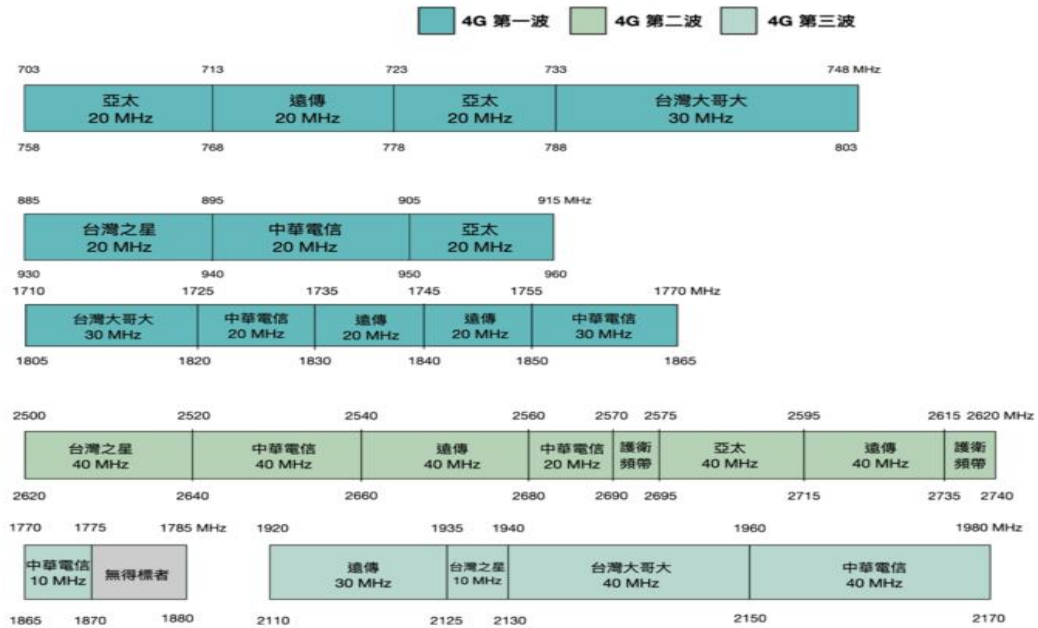 4G 第一波 4G 第二波 4G 第三波
703 713 723 733 748 MHz
亞太 遠傳 亞太 台灣大哥大
20 MHz 20 MHz 20 MHz 30 MHz
758 768 778 788 803
885 895 905 915 MHz
台灣之星 中華電信 亞太
20 MHz 20 MHz 20 MHz
930 940 950 960
1710 1725 1735 1745 1755 1770 MHz
台灣大哥大 中華電信 遠傳 遠傳 中華電信
30 MHz 20 MHz 20 MHz 20 MHz 30 MHz
1805 1820 1830 1840 1850 1865
2500 2520 2540 2560 2570 2575 2595 2615 2620 MHz
台灣之星 中華電信 遠傳 中華電信 護衛 亞太 遠傳 護衛
40 MHz 40 MHz 40 MHz 20 MHz 頻帶 40 MHz 40 MHz 頻帶
2620 2640 2660 2680 2690 2695 2715 2735 2740
1770 1775 1785 MHz 1920 1935 1940 1960 1980 MHz
中華電信 無得標者 遠傳 台灣之星 台灣大哥大 中華電信
10 MHz 30 MHz 10 MHz 40 MHz 40 MHz
1865 1870 1880 2110 2125 2130 2150 2170